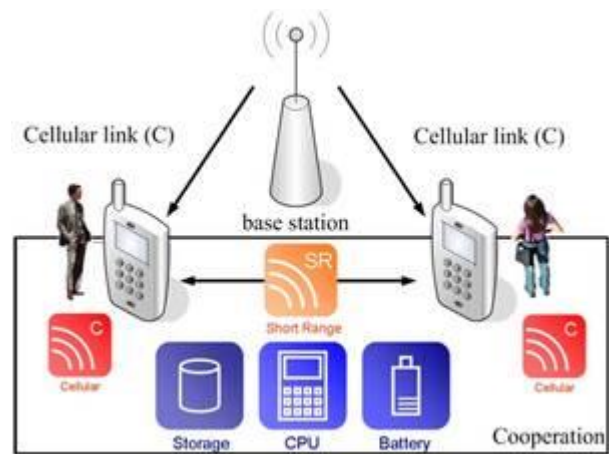 Cellular link (C)
Cellular link (C)
base station
SR
Short Range
C
Cellular
C
Cellular
Storage
CPU
Battery
Cooperation